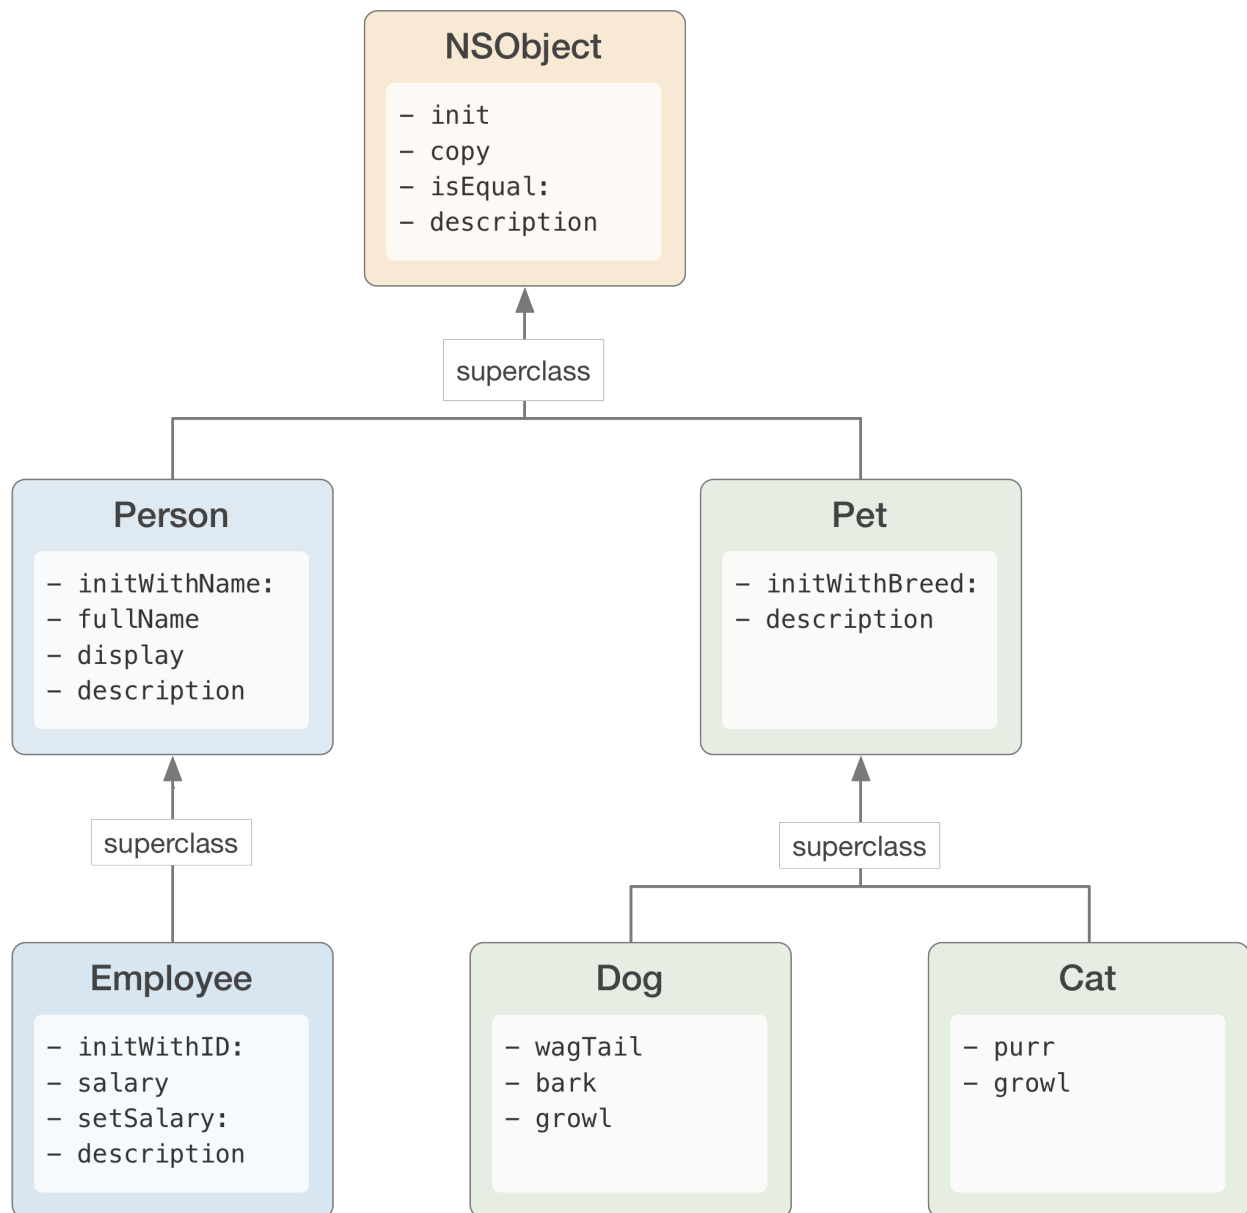 NSObject
– init
– copy
– isEqual:
– description
superclass
Person
– initWithName:
– fullName
– display
– description
Pet
– initWithBreed:
– description
superclass
superclass
Employee
– initWithID:
– salary
– setSalary:
– description
Dog
– wagTail
– bark
– growl
Cat
– purr
– growl